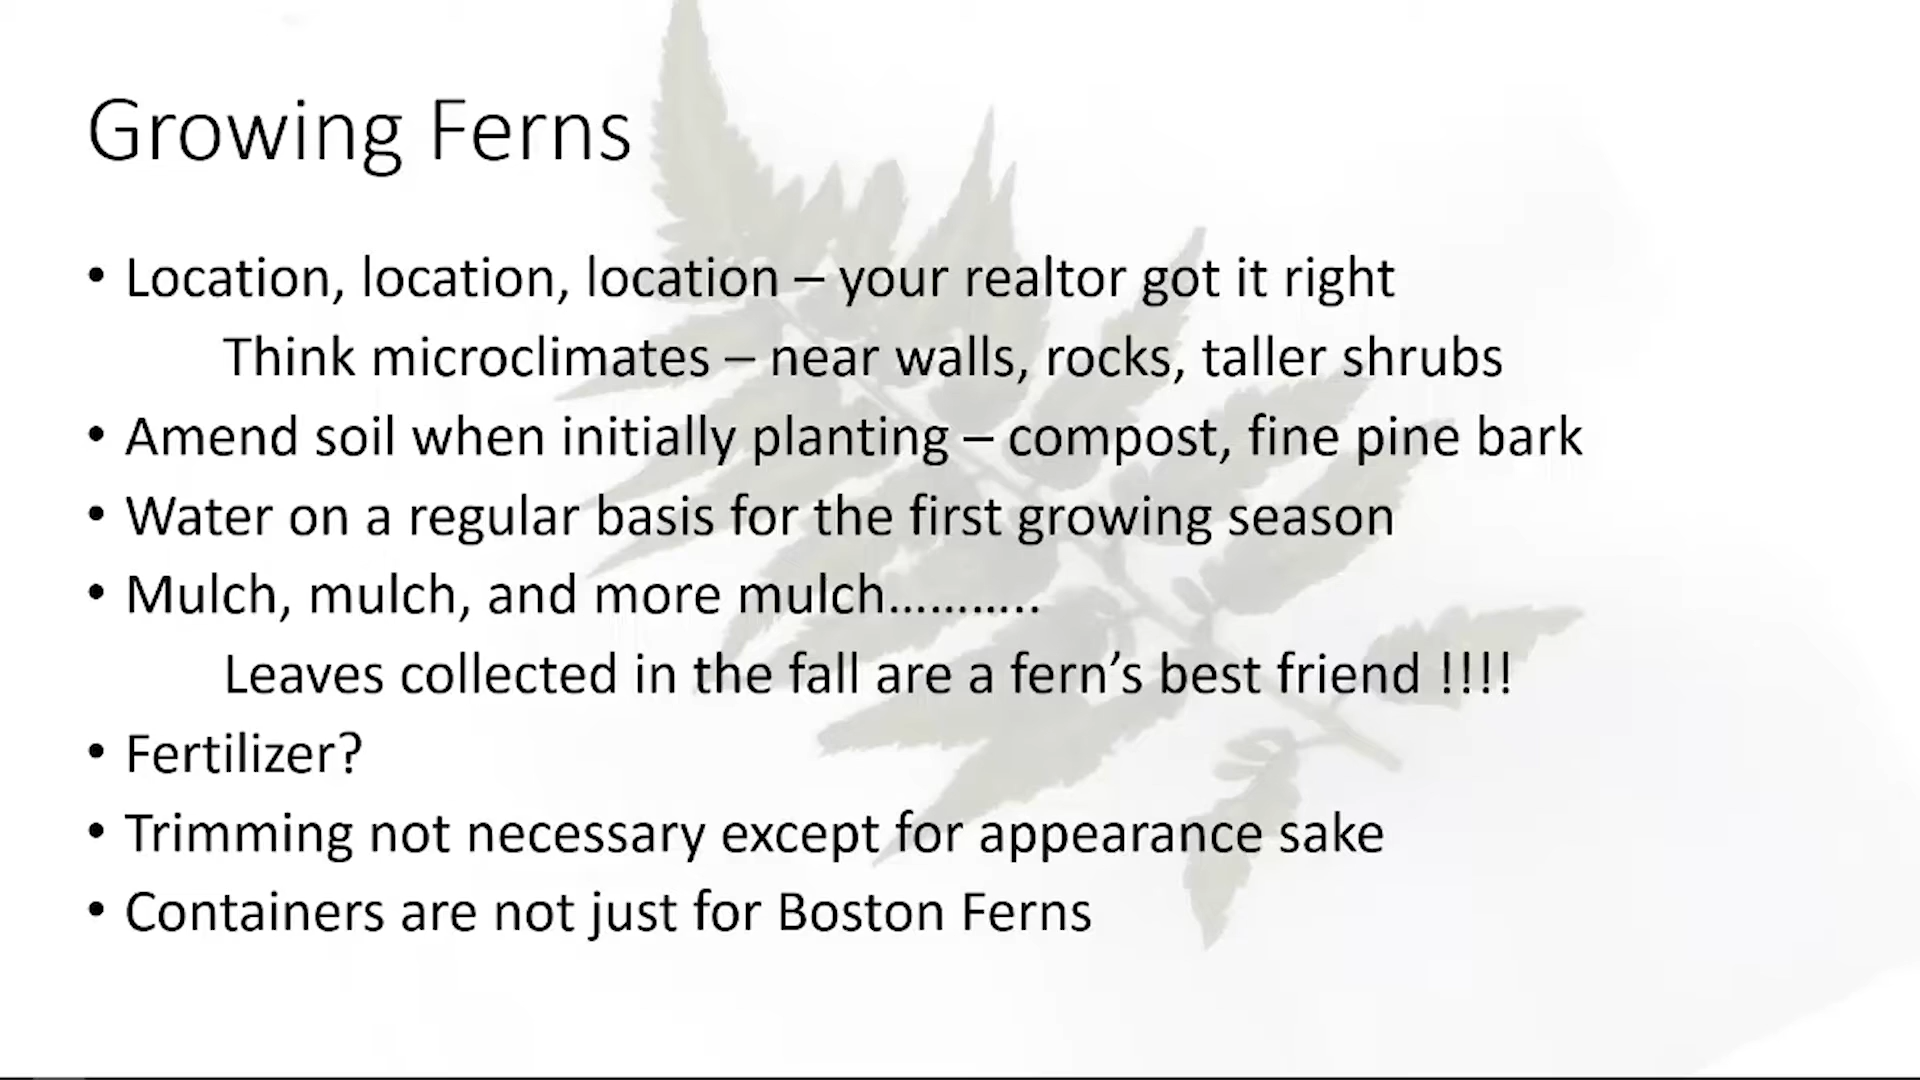 Growing Ferns
• Location, location, location – your realtor got it right
Think microclimates – near walls, rocks, taller shrubs
• Amend soil when initially planting – compost, fine pine bark
• Water on a regular basis for the first growing season
• Mulch, mulch, and more mulch………..
Leaves collected in the fall are a fern’s best friend !!!!
• Fertilizer?
• Trimming not necessary except for appearance sake
• Containers are not just for Boston Ferns